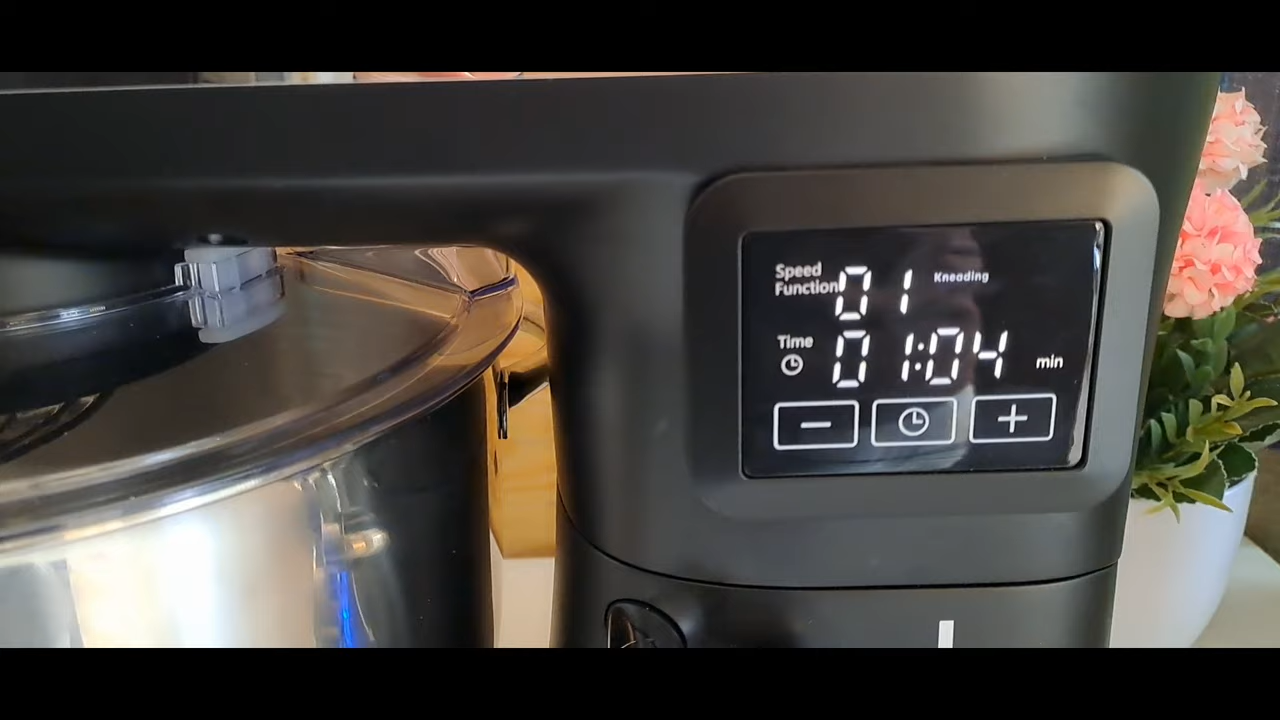 Speed
Function 01 Kneading
Time 01:04 min
− +